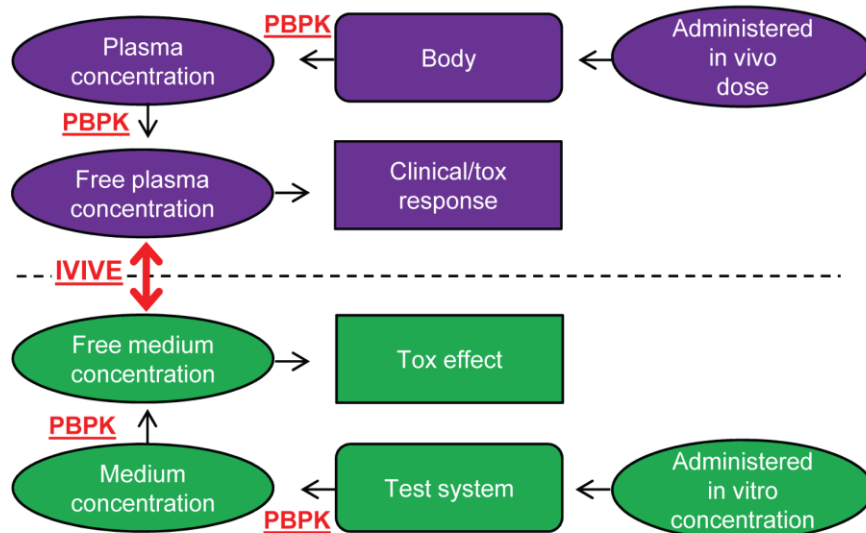 PBPK
Plasma
concentration
Body
Administered
in vivo
dose
PBPK
Free plasma
concentration
Clinical/tox
response
IVIVE
Free medium
concentration
Tox effect
PBPK
Medium
concentration
Test system
Administered
in vitro
concentration
PBPK